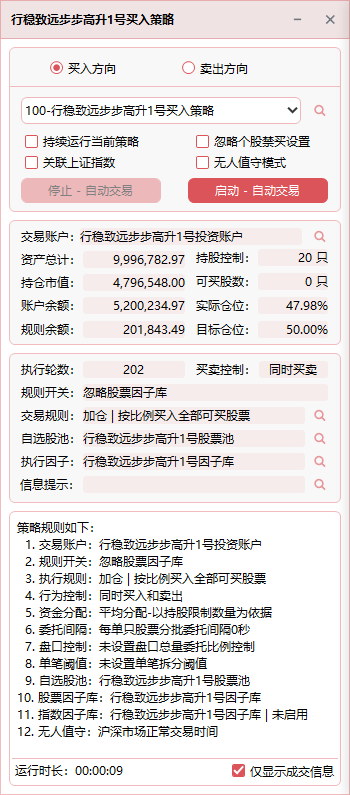 行稳致远步步高升1号买入策略
买入方向 卖出方向
100-行稳致远步步高升1号买入策略
持续运行当前策略 忽略个股禁买设置
关联上证指数 无人值守模式
停止 - 自动交易 启动 - 自动交易
交易账户: 行稳致远步步高升1号投资账户
资产总计: 9,996,782.97 持股控制: 20 只
持仓市值: 4,796,548.00 可买股数: 0 只
账户余额: 5,200,234.97 实际仓位: 47.98%
规则余额: 201,843.49 目标仓位: 50.00%
执行轮数: 202 买卖控制: 同时买卖
规则开关: 忽略股票因子库
交易规则: 加仓 | 按比例买入全部可买股票
自选股池: 行稳致远步步高升1号股票池
执行因子: 行稳致远步步高升1号因子库
信息提示:
策略规则如下:
1. 交易账户: 行稳致远步步高升1号投资账户
2. 规则开关: 忽略股票因子库
3. 执行规则: 加仓 | 按比例买入全部可买股票
4. 行为控制: 同时买入和卖出
5. 资金分配: 平均分配-以持股限制数量为依据
6. 委托间隔: 每单只股票分批委托间隔0秒
7. 盘口控制: 未设置盘口总量委托比例控制
8. 单笔阈值: 未设置单笔拆分阈值
9. 自选股池: 行稳致远步步高升1号股票池
10. 股票因子库: 行稳致远步步高升1号因子库
11. 指数因子库: 行稳致远步步高升1号因子库 | 未启用
12. 无人值守: 沪深市场正常交易时间
运行时长: 00:00:09 仅显示成交信息